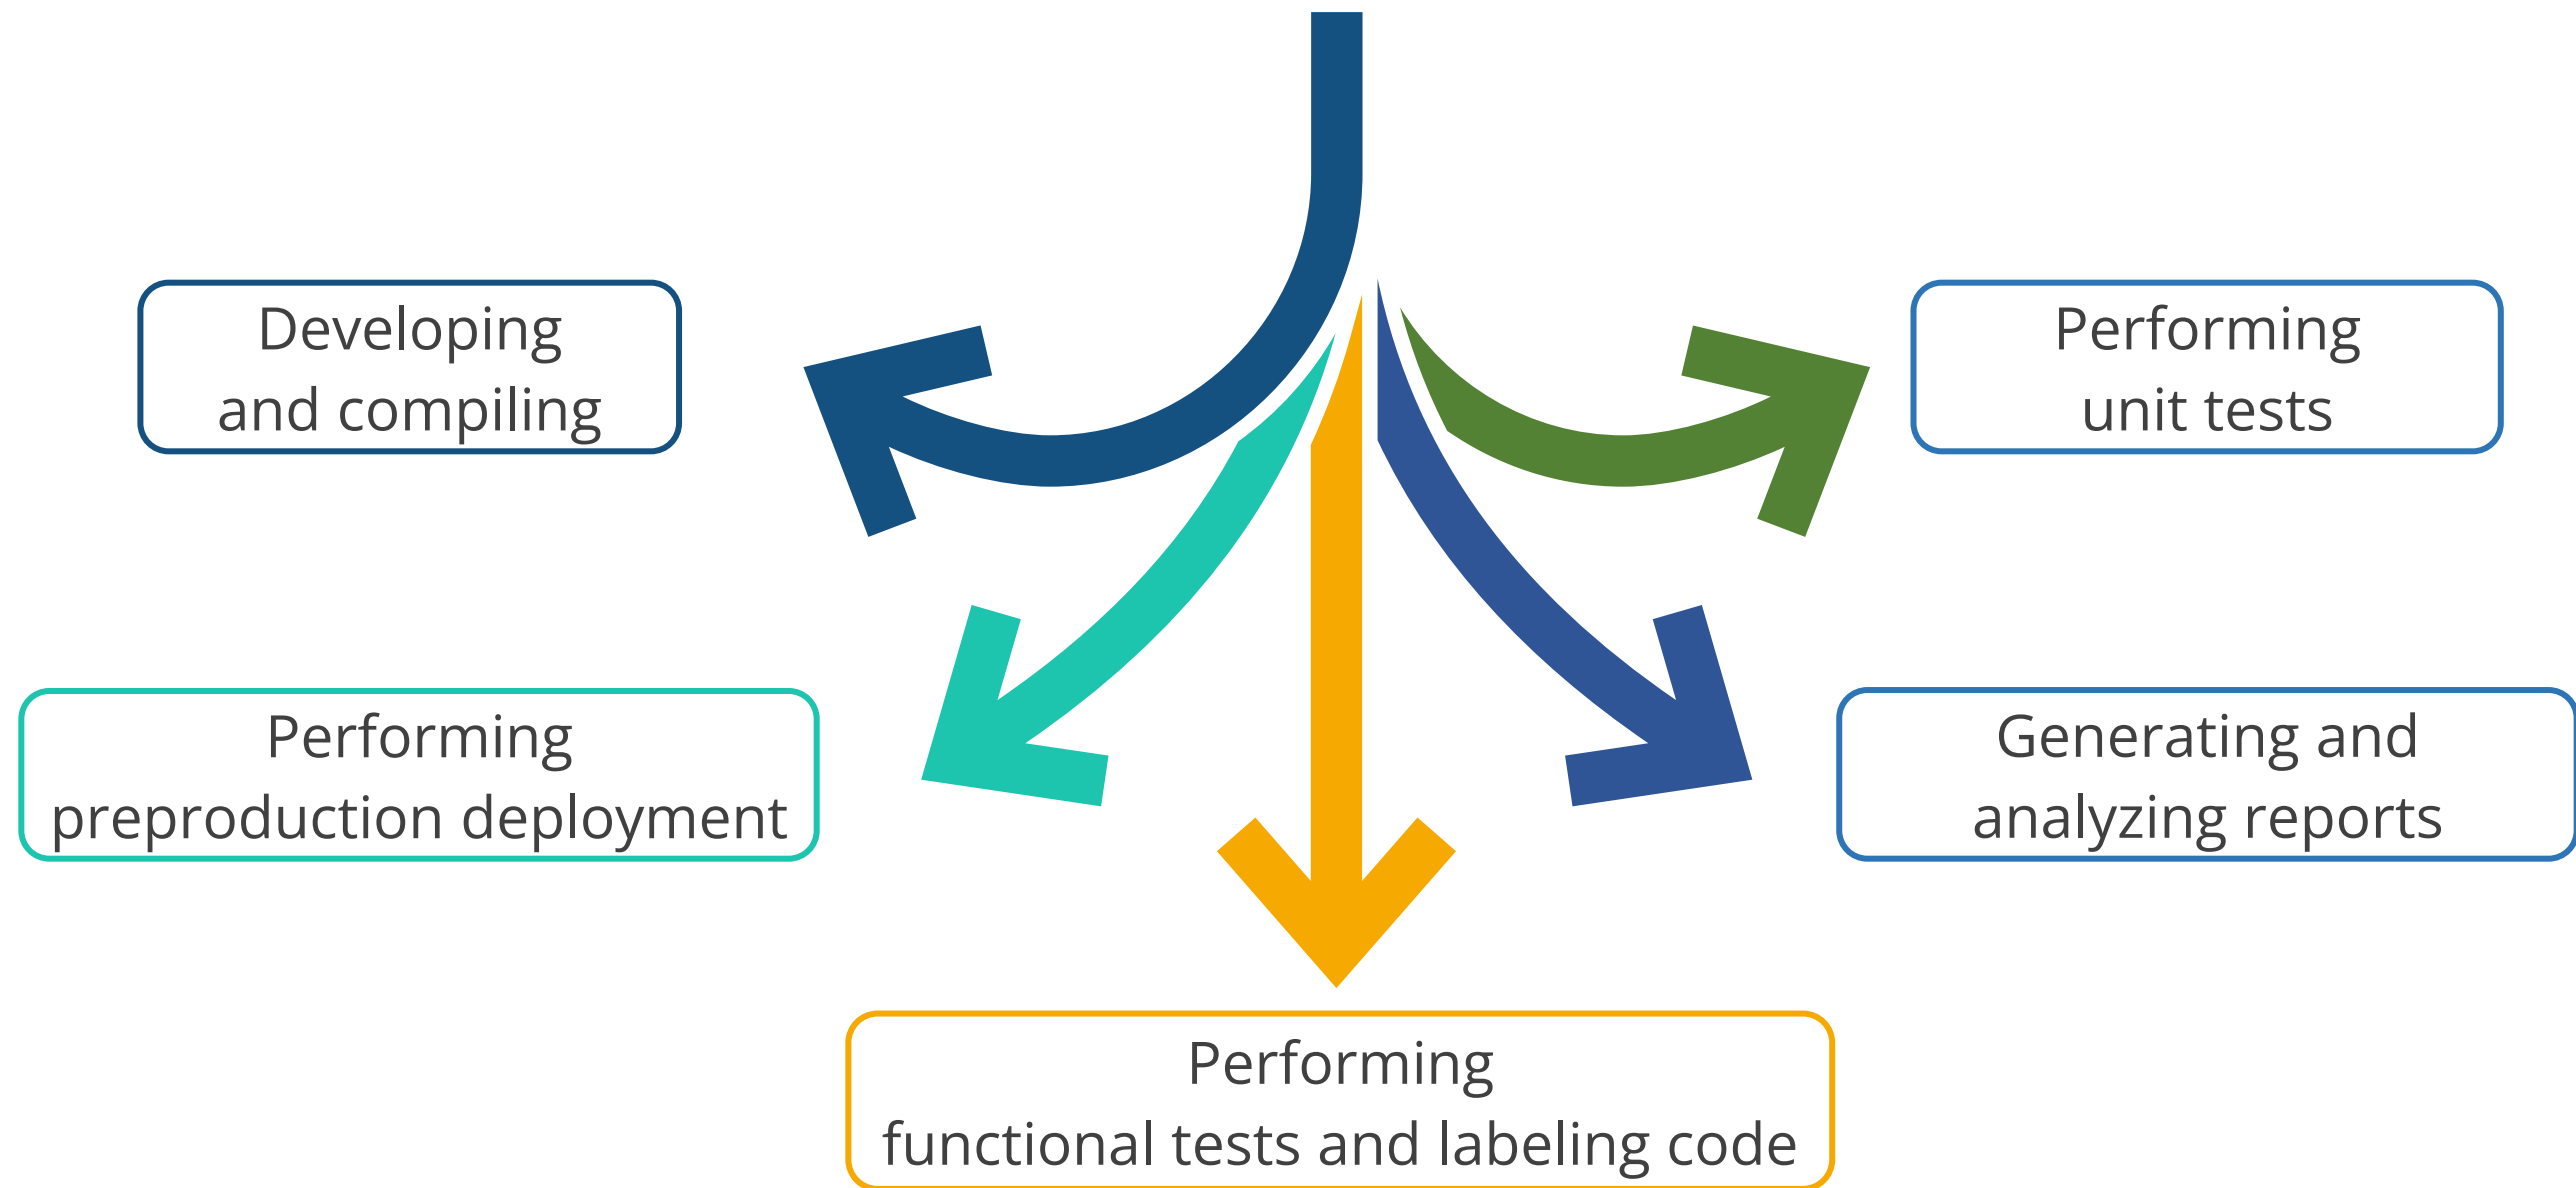 Developing
and compiling
Performing
unit tests
Performing
preproduction deployment
Generating and
analyzing reports
Performing
functional tests and labeling code